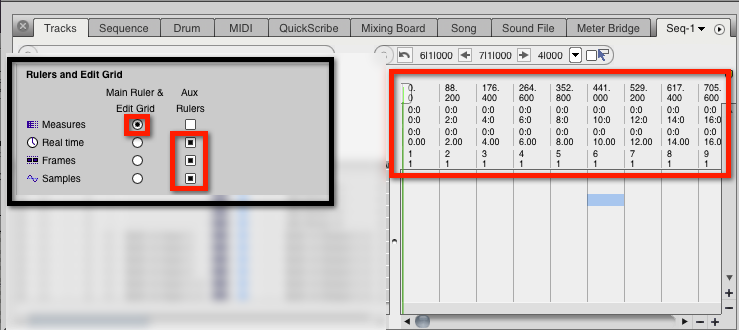 Tracks Sequence Drum MIDI QuickScribe Mixing Board Song Sound File Meter Bridge Seq-1
6|1|000 7|1|000 4|000
Rulers and Edit Grid
Main Ruler & Aux
Edit Grid Rulers
Measures
Real time
Frames
Samples
0. 88. 176. 264. 352. 441. 529. 617. 705.
0 200 400 600 800 000 200 400 600
0:0 0:0 0:0 0:0 0:0 0:0 0:0 0:0 0:0
0:0 2:0 4:0 6:0 8:0 10:0 12:0 14:0 16:0
0:0 0:0 0:0 0:0 0:0 0:0 0:0 0:0 0:0
0.00 2.00 4.00 6.00 8.00 10.00 12.00 14.00 16.0
1 2 3 4 5 6 7 8 9
1 1 1 1 1 1 1 1 1